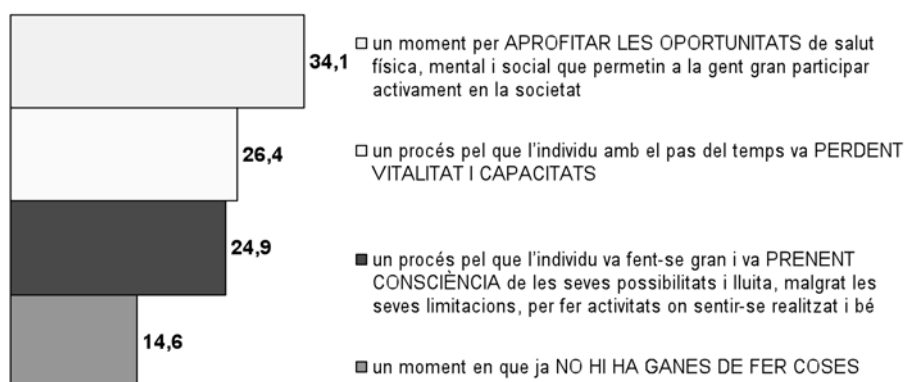 34,1
□ un moment per APROFITAR LES OPORTUNITATS de salut
física, mental i social que permetin a la gent gran participar
activament en la societat
26,4
□ un procés pel que l'individu amb el pas del temps va PERDENT
VITALITAT I CAPACITATS
24,9
■ un procés pel que l'individu va fent-se gran i va PRENENT
CONSCIÈNCIA de les seves possibilitats i lluita, malgrat les
seves limitacions, per fer activitats on sentir-se realitzat i bé
14,6
■ un moment en que ja NO HI HA GANES DE FER COSES